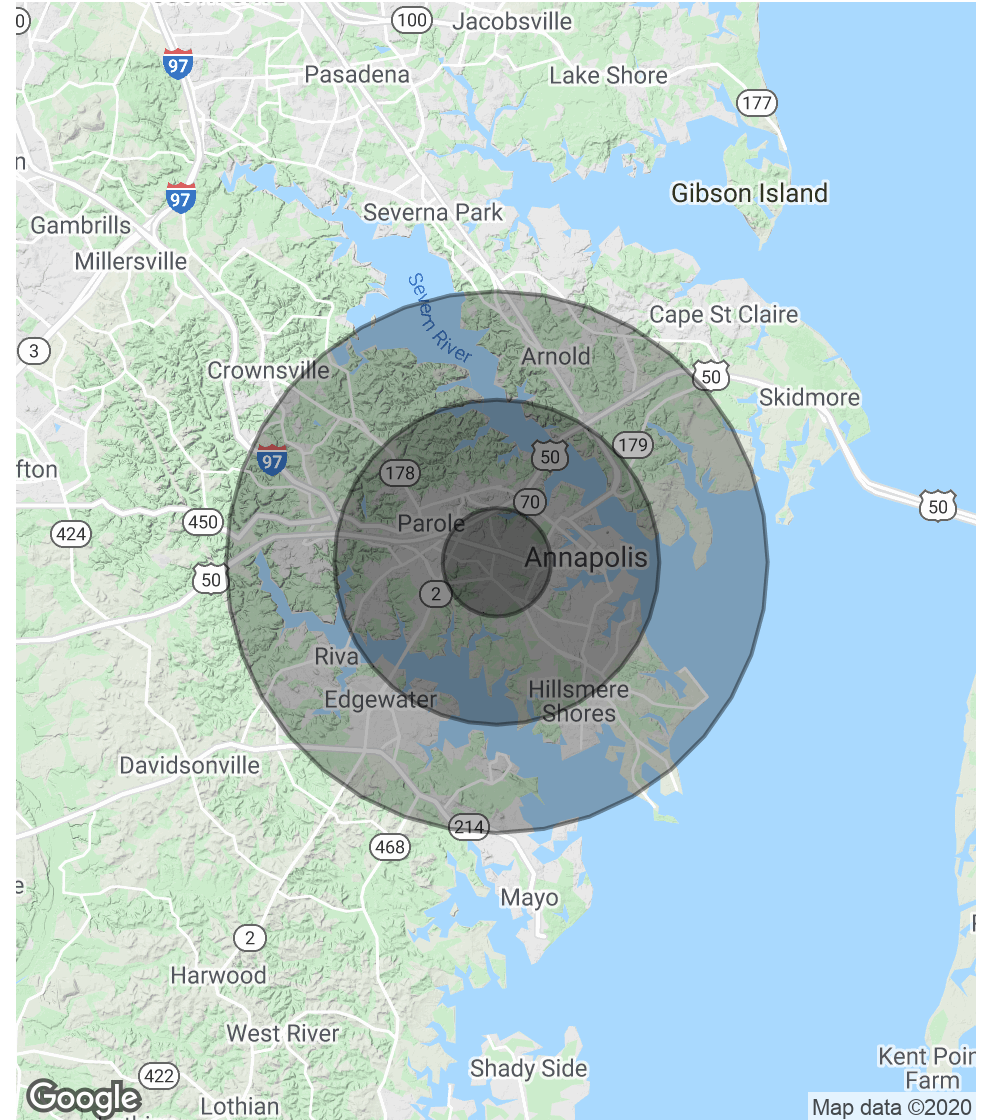 100
Jacobsville
97
Pasadena
Lake Shore
177
97
Gibson Island
Severna Park
Gambrills
Millersville
Severn River
Cape St Claire
3
Arnold
Crownsville
50
Skidmore
179
97
50
178
fton
70
50
450
Parole
424
Annapolis
50
2
Riva
Hillsmere
Shores
Edgewater
Davidsonville
214
468
Mayo
2
Harwood
West River
Shady Side
Kent Poin
Farm
422
Google
Lothian
Map data ©2020